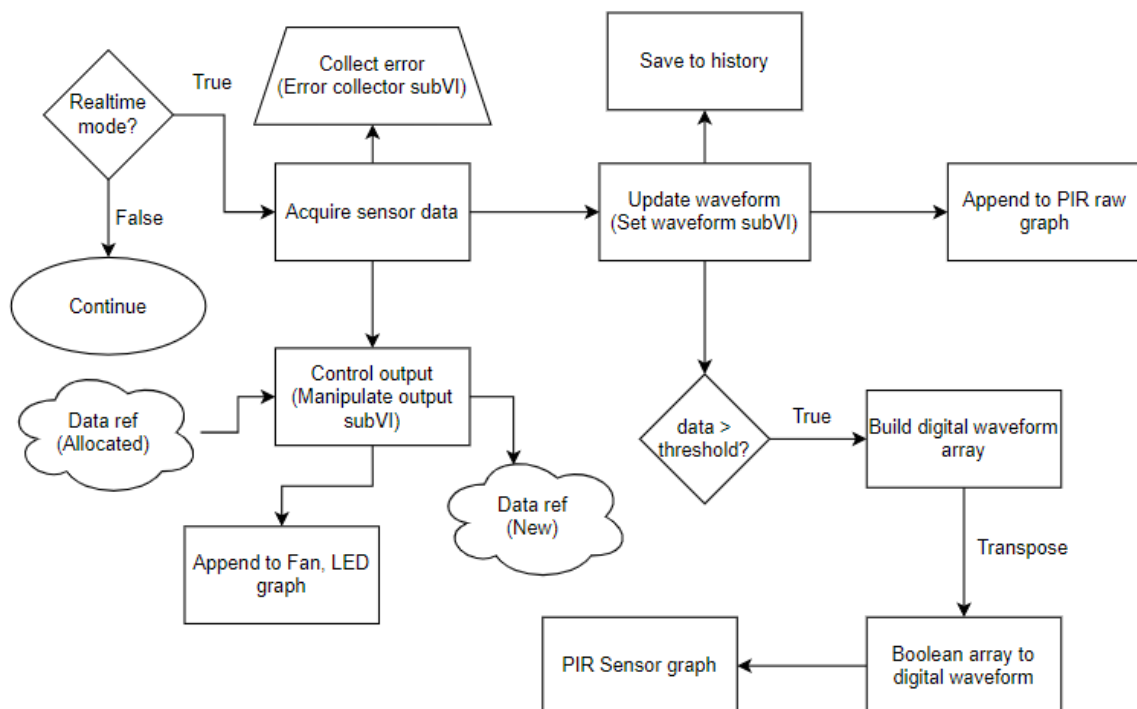 Realtime
mode?
True
False
Continue
Collect error
(Error collector subVI)
Acquire sensor data
Save to history
Update waveform
(Set waveform subVI)
Append to PIR raw
graph
Control output
(Manipulate output
subVI)
Data ref
(Allocated)
Data ref
(New)
Append to Fan, LED
graph
data >
threshold?
True
Build digital waveform
array
Transpose
Boolean array to
digital waveform
PIR Sensor graph